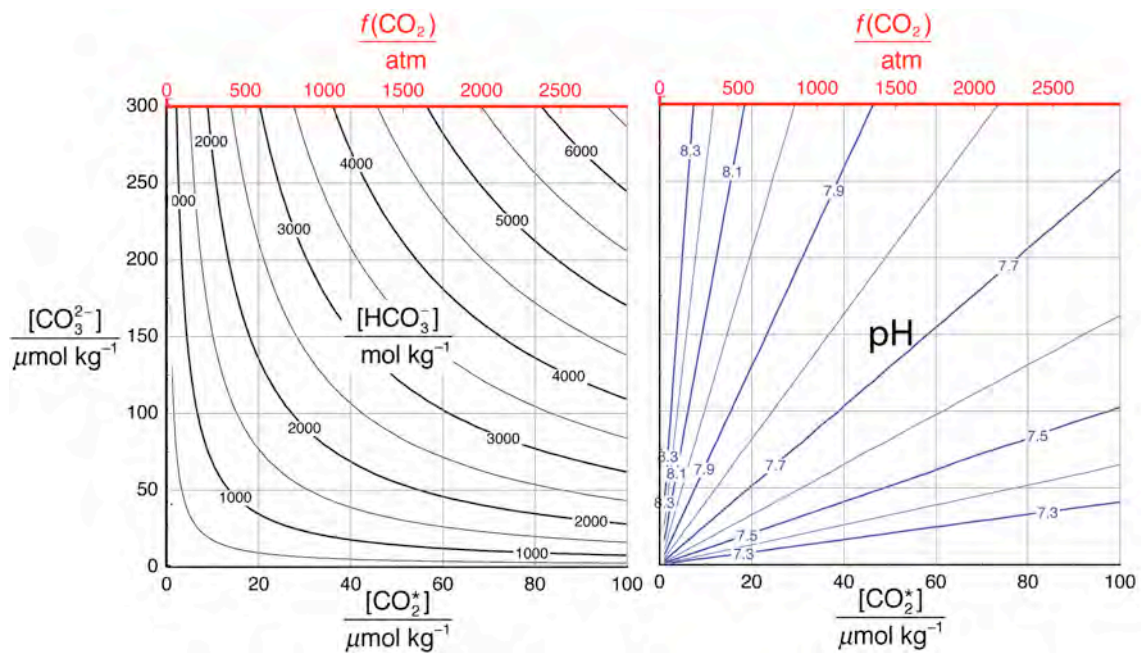 f(CO₂)
atm
0 500 1000 1500 2000 2500
300
250
200
150
100
50
0
[CO₃²⁻]
μmol kg⁻¹
2000
4000
6000
000
5000
3000
[HCO₃⁻]
mol kg⁻¹
4000
2000
3000
1000
2000
1000
0 20 40 60 80 100
[CO₂*]
μmol kg⁻¹
f(CO₂)
atm
0 500 1000 1500 2000 2500
8.3
8.1
7.9
7.7
pH
8.3
8.1
7.9
7.7
7.5
8.3
7.5
7.3
7.3
0 20 40 60 80 100
[CO₂*]
μmol kg⁻¹